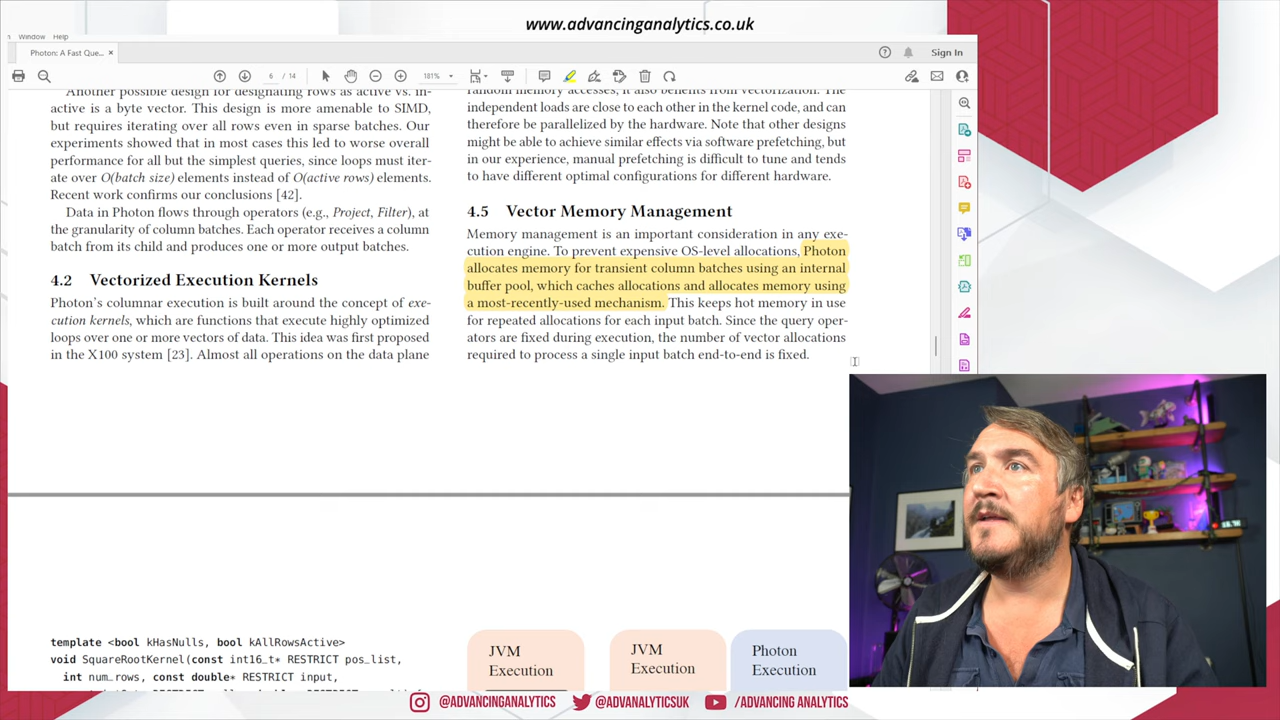 www.advancinganalytics.co.uk
Window Help
Photon: A Fast Que... ×
Sign In
6 / 14
181%
Another possible design for designating rows as active vs. in-
active is a byte vector. This design is more amenable to SIMD,
but requires iterating over all rows even in sparse batches. Our
experiments showed that in most cases this led to worse overall
performance for all but the simplest queries, since loops must iter-
ate over O(batch size) elements instead of O(active rows) elements.
Recent work confirms our conclusions [42].
Data in Photon flows through operators (e.g., Project, Filter), at
the granularity of column batches. Each operator receives a column
batch from its child and produces one or more output batches.
4.2 Vectorized Execution Kernels
Photon's columnar execution is built around the concept of exe-
cution kernels, which are functions that execute highly optimized
loops over one or more vectors of data. This idea was first proposed
in the X100 system [23]. Almost all operations on the data plane
random memory accesses, it also benefits from vectorization. The
independent loads are close to each other in the kernel code, and can
therefore be parallelized by the hardware. Note that other designs
might be able to achieve similar effects via software prefetching, but
in our experience, manual prefetching is difficult to tune and tends
to have different optimal configurations for different hardware.
4.5 Vector Memory Management
Memory management is an important consideration in any exe-
cution engine. To prevent expensive OS-level allocations, Photon
allocates memory for transient column batches using an internal
buffer pool, which caches allocations and allocates memory using
a most-recently-used mechanism. This keeps hot memory in use
for repeated allocations for each input batch. Since the query oper-
ators are fixed during execution, the number of vector allocations
required to process a single input batch end-to-end is fixed.
template <bool kHasNulls, bool kAllRowsActive>
void SquareRootKernel(const int16_t* RESTRICT pos_list,
int num_rows, const double* RESTRICT input,
JVM
Execution
JVM
Execution
Photon
Execution
@ADVANCINGANALYTICS
@ADVANALYTICSUK
/ADVANCING ANALYTICS